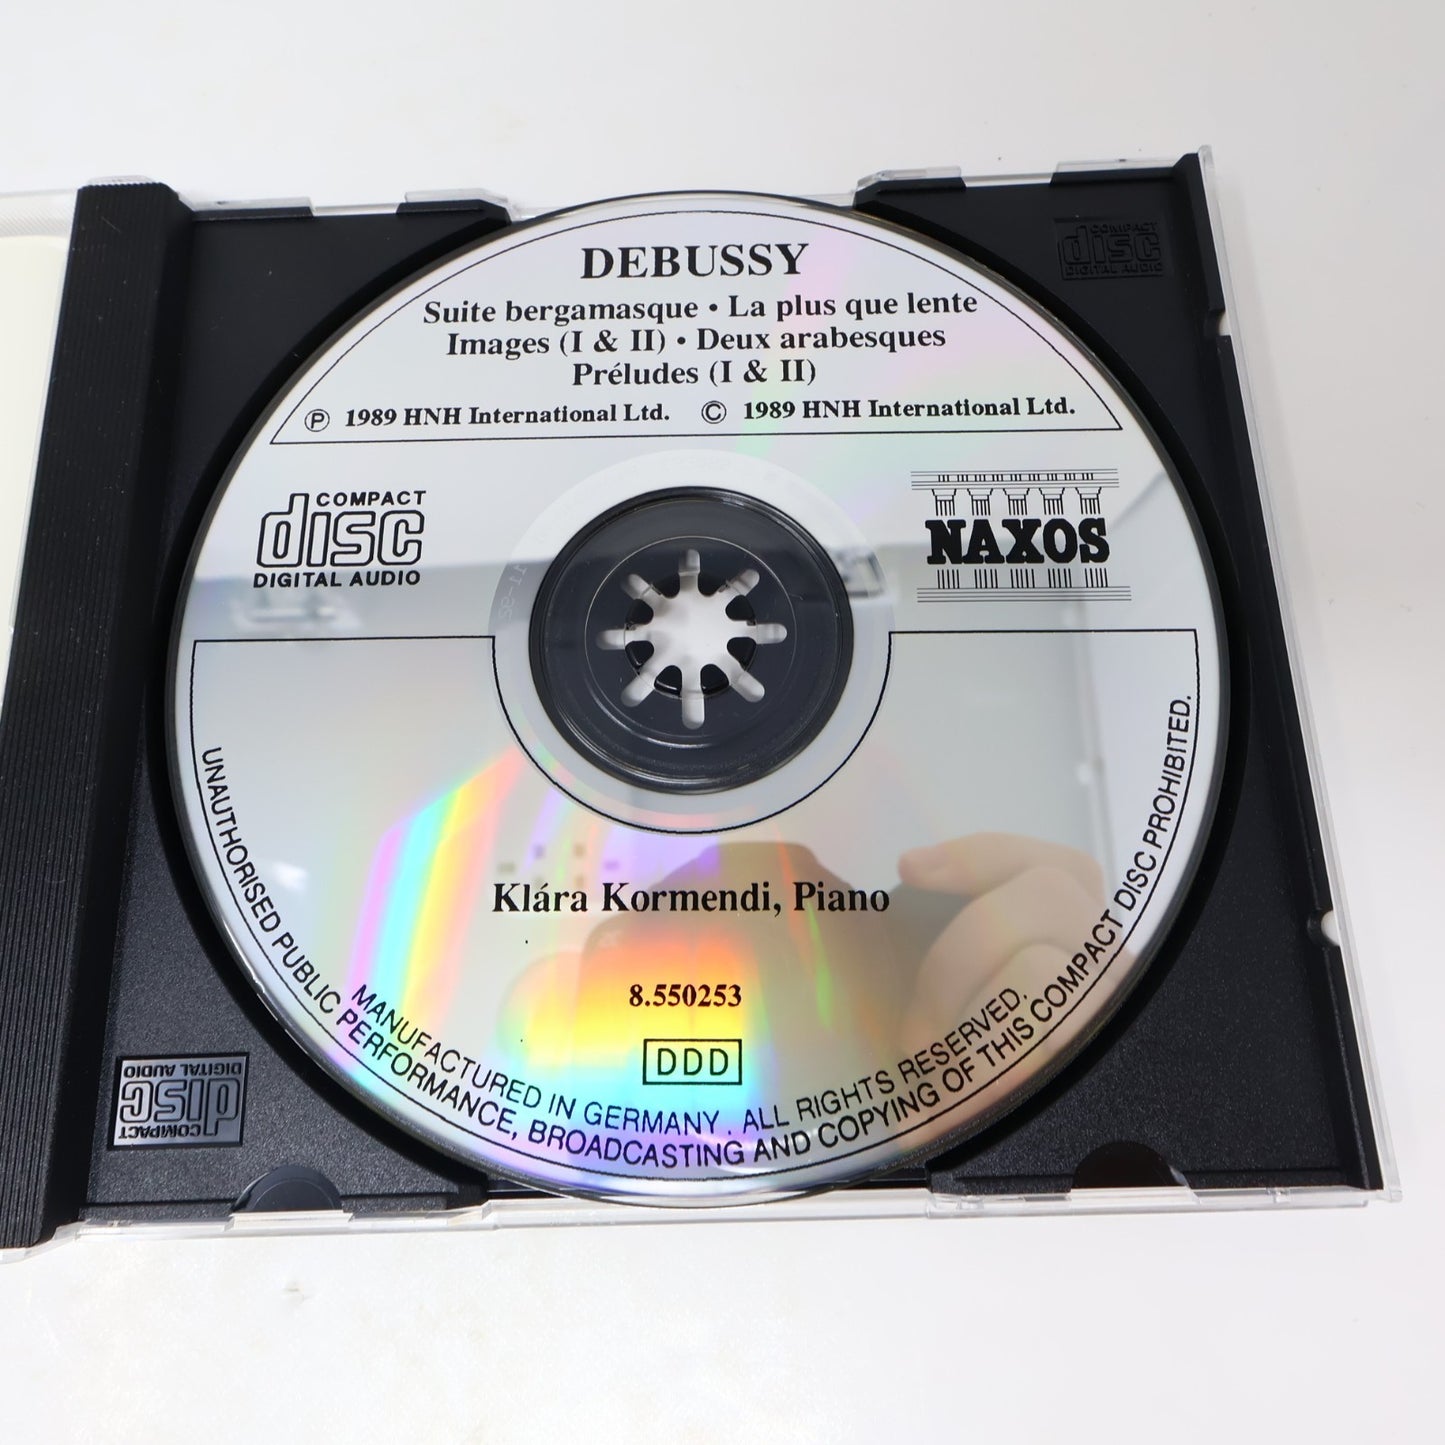 DEBUSSY
Suite bergamasque • La plus que lente
Images (I & II) • Deux arabesques
Préludes (I & II)
Ⓟ 1989 HNH International Ltd. © 1989 HNH International Ltd.
COMPACT
disc
DIGITAL AUDIO
NAXOS
Klára Kormendi, Piano
8.550253
DDD
MANUFACTURED IN GERMANY . ALL RIGHTS RESERVED.
UNAUTHORISED PUBLIC PERFORMANCE, BROADCASTING AND COPYING OF THIS COMPACT DISC PROHIBITED.
COMPACT
disc
DIGITAL AUDIO
COMPACT
disc
DIGITAL AUDIO